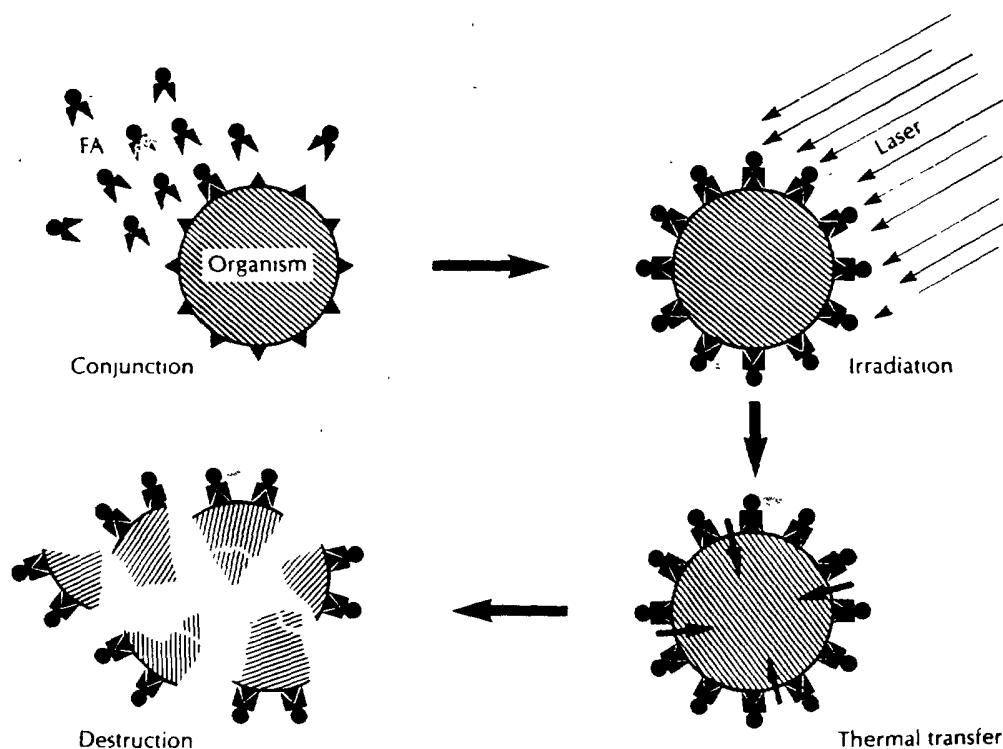 FA
Laser
Organism
Conjunction
Irradiation
Destruction
Thermal transfer